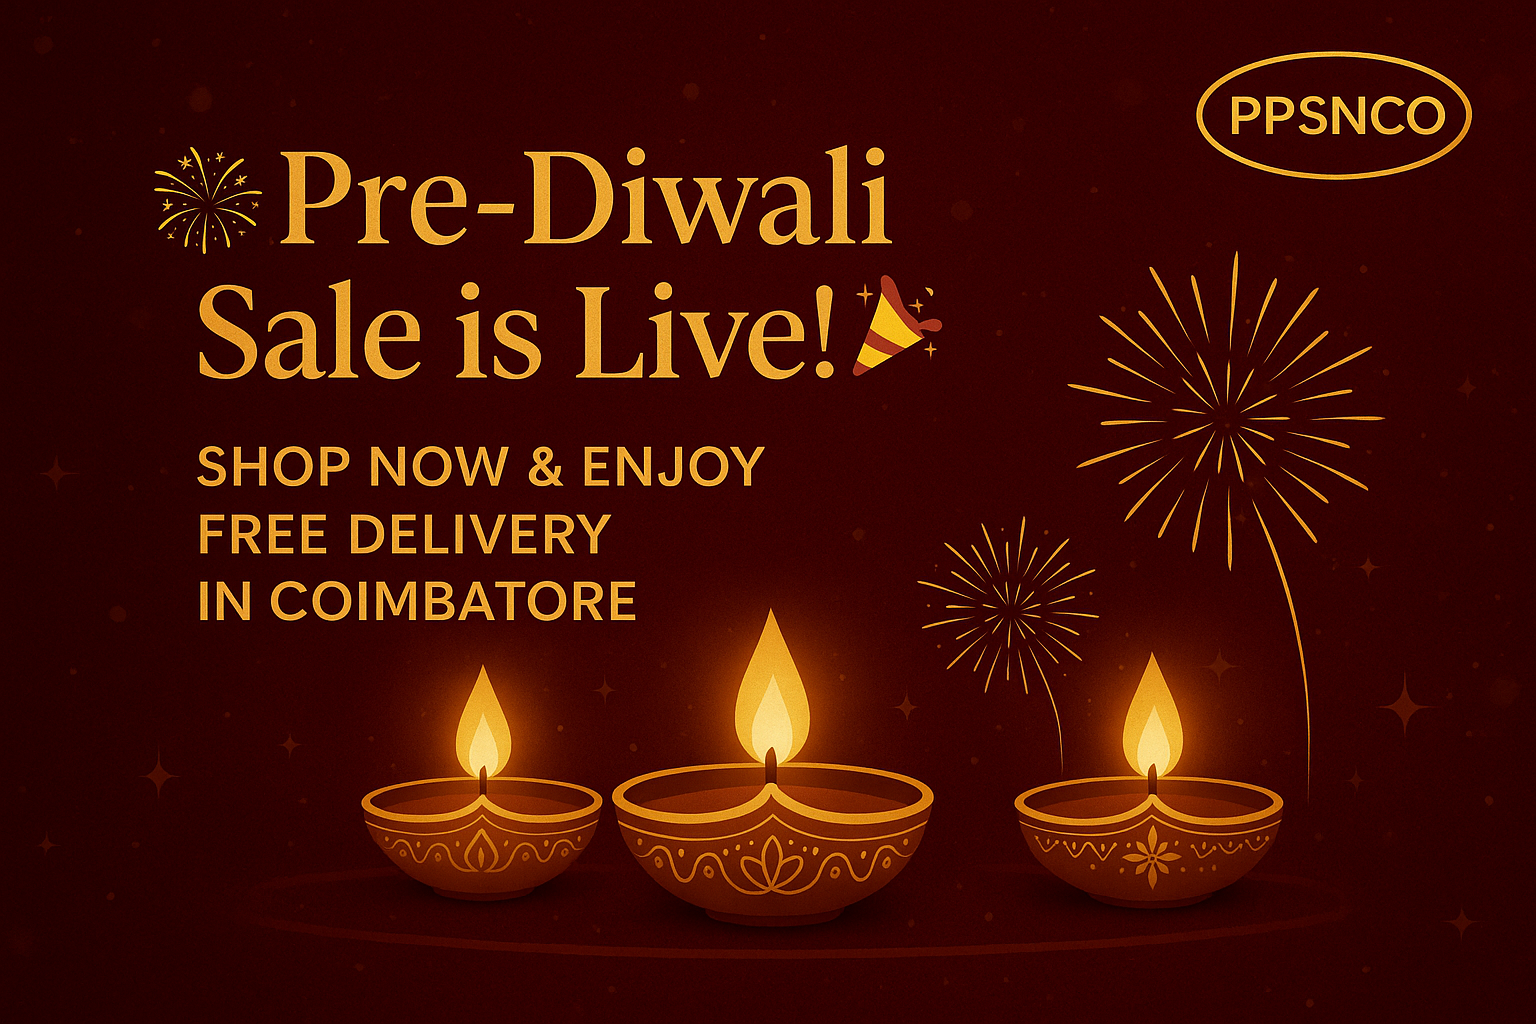 PPSNCO
Pre-Diwali
Sale is Live!
SHOP NOW & ENJOY
FREE DELIVERY
IN COIMBATORE